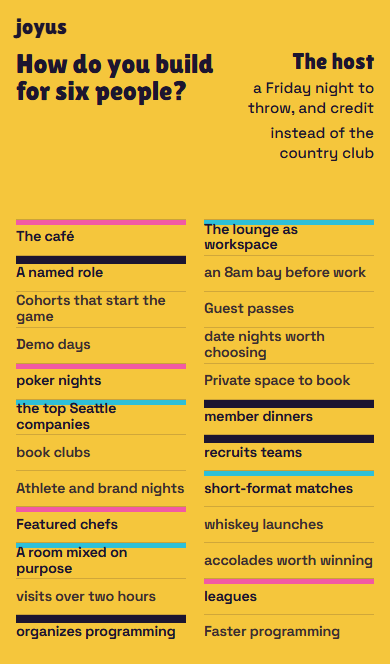 joyus
How do you build
for six people?
The host
a Friday night to
throw, and credit
instead of the
country club
The café
A named role
Cohorts that start the
game
Demo days
poker nights
the top Seattle
companies
book clubs
Athlete and brand nights
Featured chefs
A room mixed on
purpose
visits over two hours
organizes programming
The lounge as
workspace
an 8am bay before work
Guest passes
date nights worth
choosing
Private space to book
member dinners
recruits teams
short-format matches
whiskey launches
accolades worth winning
leagues
Faster programming